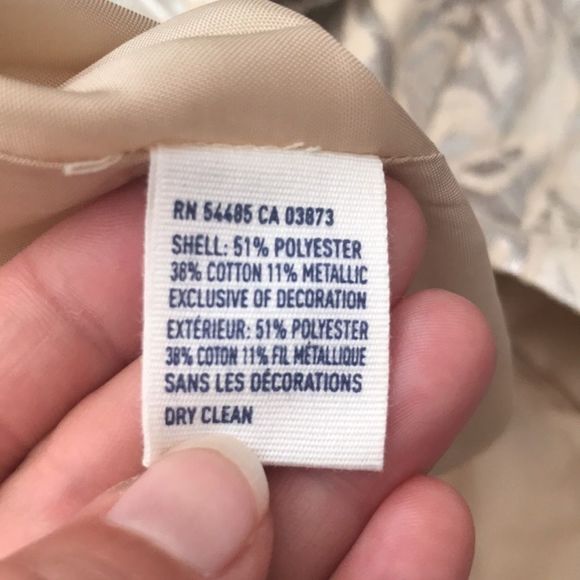 RN 54485 CA 03873
SHELL: 51% POLYESTER
38% COTTON 11% METALLIC
EXCLUSIVE OF DECORATION
EXTÉRIEUR: 51% POLYESTER
38% COTON 11% FIL MÉTALLIQUE
SANS LES DÉCORATIONS
DRY CLEAN